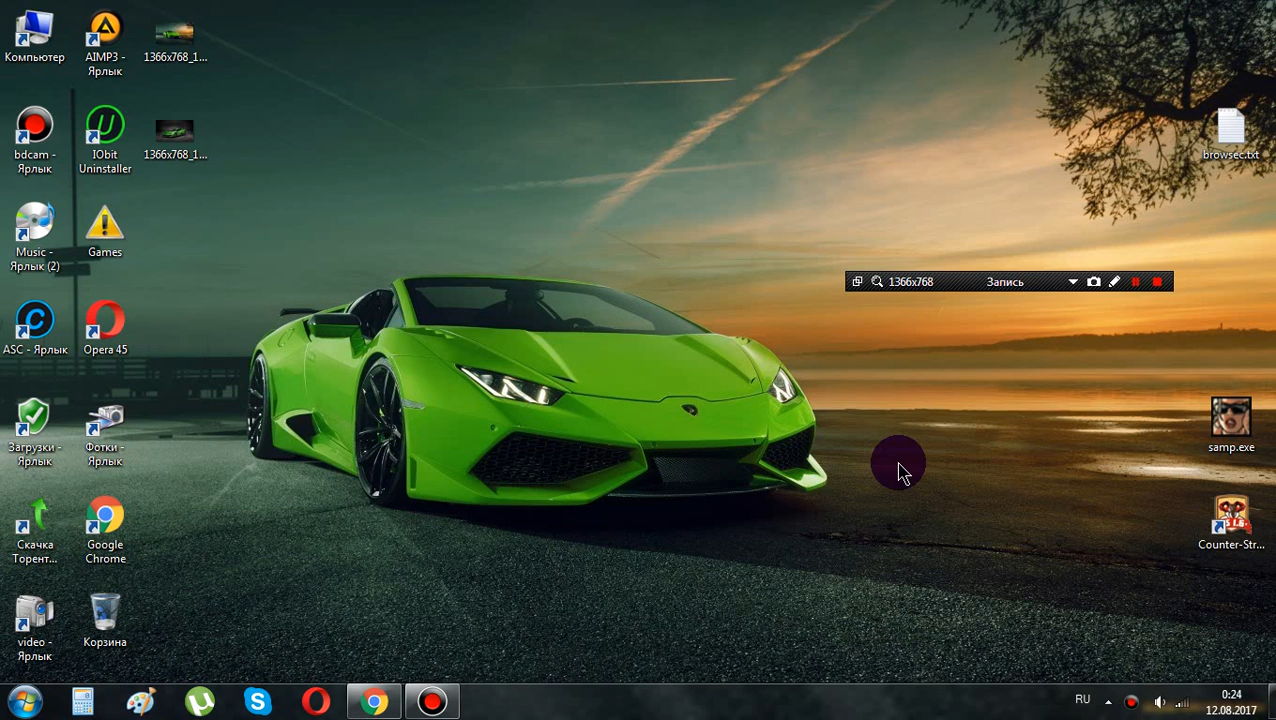 Компьютер
AIMP3 -
Ярлык
1366x768_1...
bdcam -
Ярлык
IObit
Uninstaller
1366x768_1...
browsec.txt
Music -
Ярлык (2)
Games
1366x768
Запись
ASC - Ярлык
Opera 45
Загрузки -
Ярлык
Фотки -
Ярлык
samp.exe
Скачка
Торент...
Google
Chrome
Counter-Str...
video -
Ярлык
Корзина
RU
0:24
12.08.2017